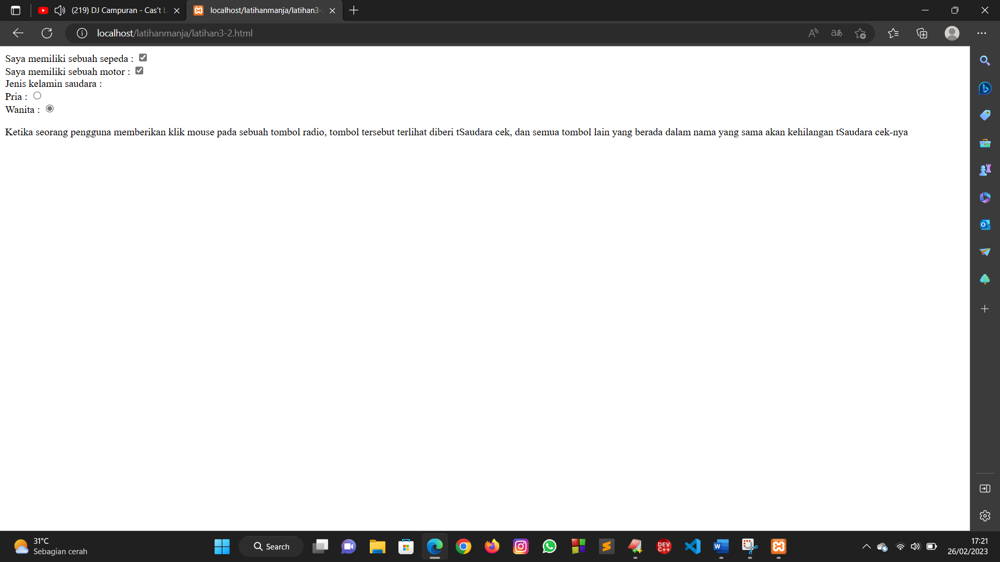 (219) DJ Campuran - Cas't L
localhost/latihanmanja/latihan3-2
localhost/latihanmanja/latihan3-2.html
Saya memiliki sebuah sepeda :
Saya memiliki sebuah motor :
Jenis kelamin saudara :
Pria :
Wanita :
Ketika seorang pengguna memberikan klik mouse pada sebuah tombol radio, tombol tersebut terlihat diberi tSaudara cek, dan semua tombol lain yang berada dalam nama yang sama akan kehilangan tSaudara cek-nya
31°C
Sebagian cerah
Search
DEV
C++
17:21
26/02/2023